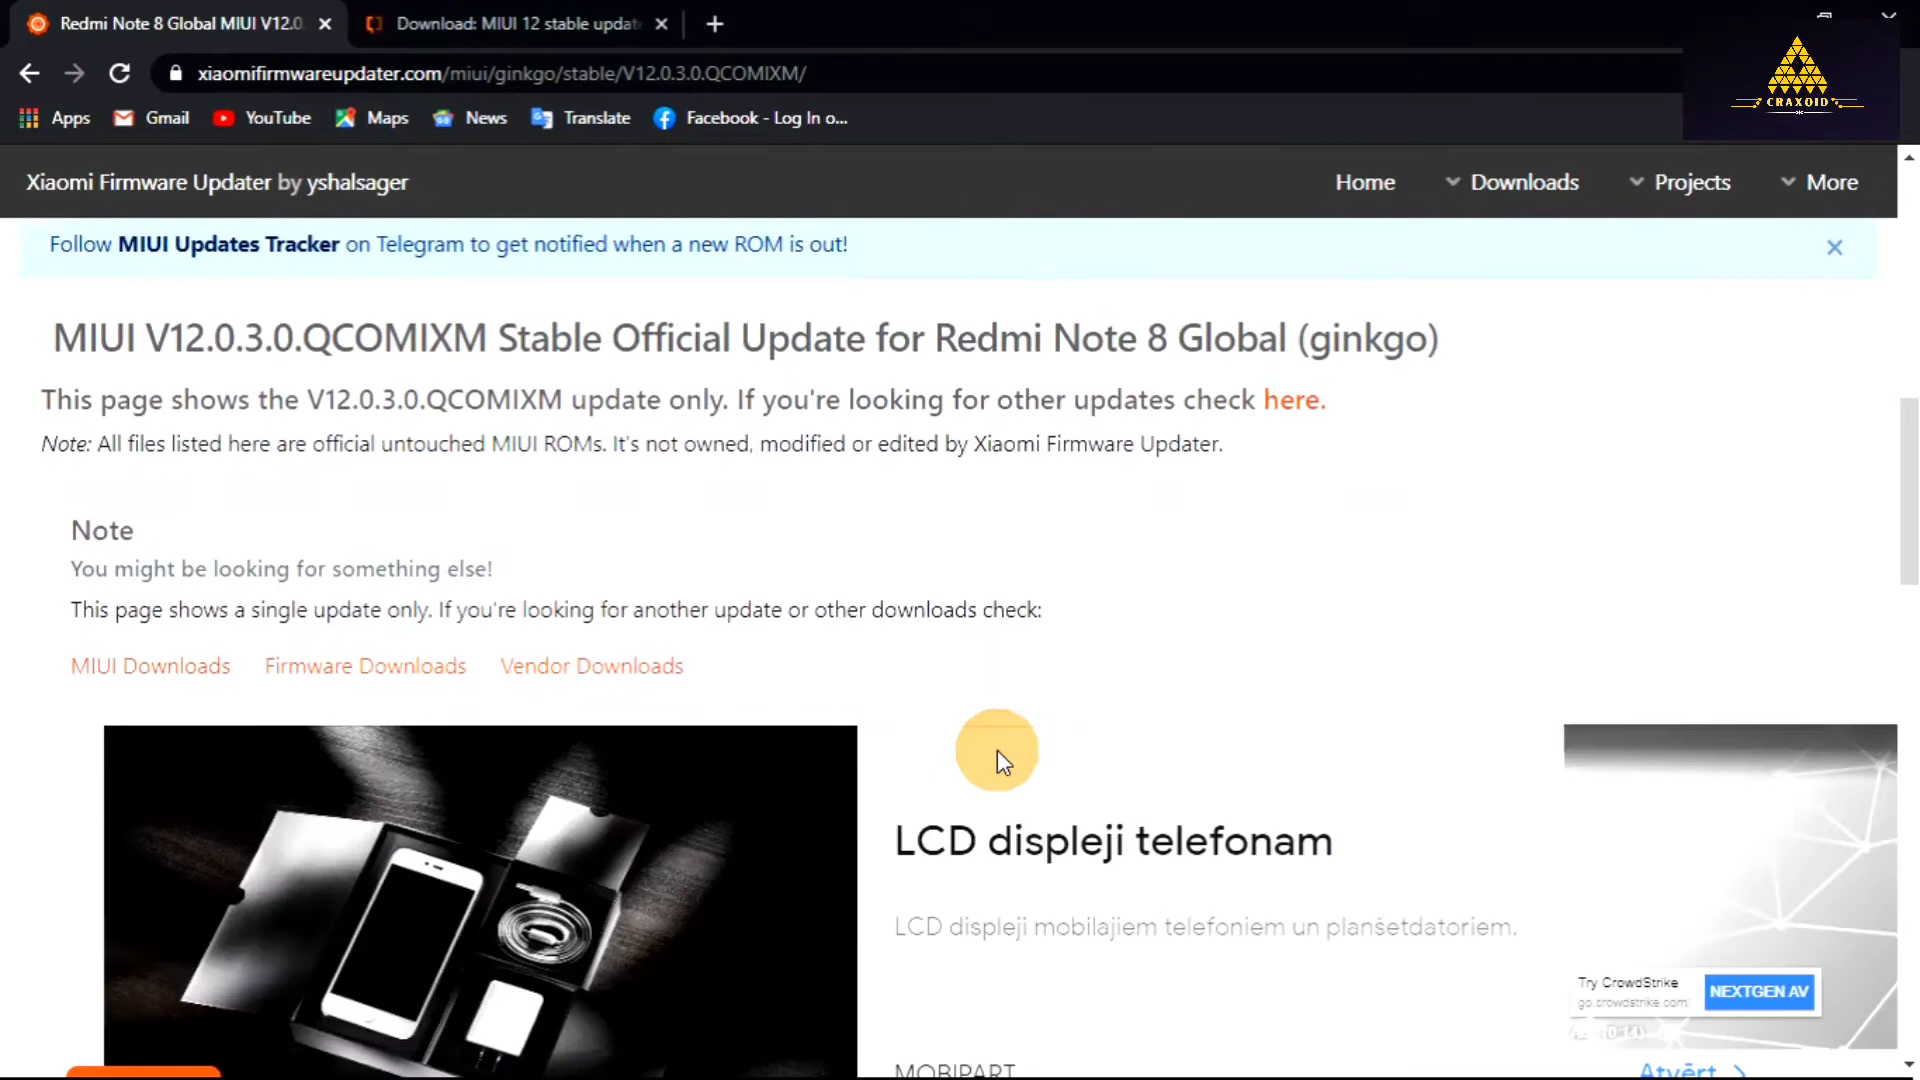 Redmi Note 8 Global MIUI V12.0
Download: MIUI 12 stable updat
xiaomifirmwareupdater.com/miui/ginkgo/stable/V12.0.3.0.QCOMIXM/
CRAXOID
Apps Gmail YouTube Maps News Translate Facebook - Log In o...
Xiaomi Firmware Updater by yshalsager
Home Downloads Projects More
Follow MIUI Updates Tracker on Telegram to get notified when a new ROM is out!
MIUI V12.0.3.0.QCOMIXM Stable Official Update for Redmi Note 8 Global (ginkgo)
This page shows the V12.0.3.0.QCOMIXM update only. If you're looking for other updates check here.
Note: All files listed here are official untouched MIUI ROMs. It's not owned, modified or edited by Xiaomi Firmware Updater.
Note
You might be looking for something else!
This page shows a single update only. If you're looking for another update or other downloads check:
MIUI Downloads Firmware Downloads Vendor Downloads
LCD displeji telefonam
LCD displeji mobilajiem telefoniem un planšetdatoriem.
Try CrowdStrike
go.crowdstrike.com
NEXTGEN AV
MOBIPART
Atvērt